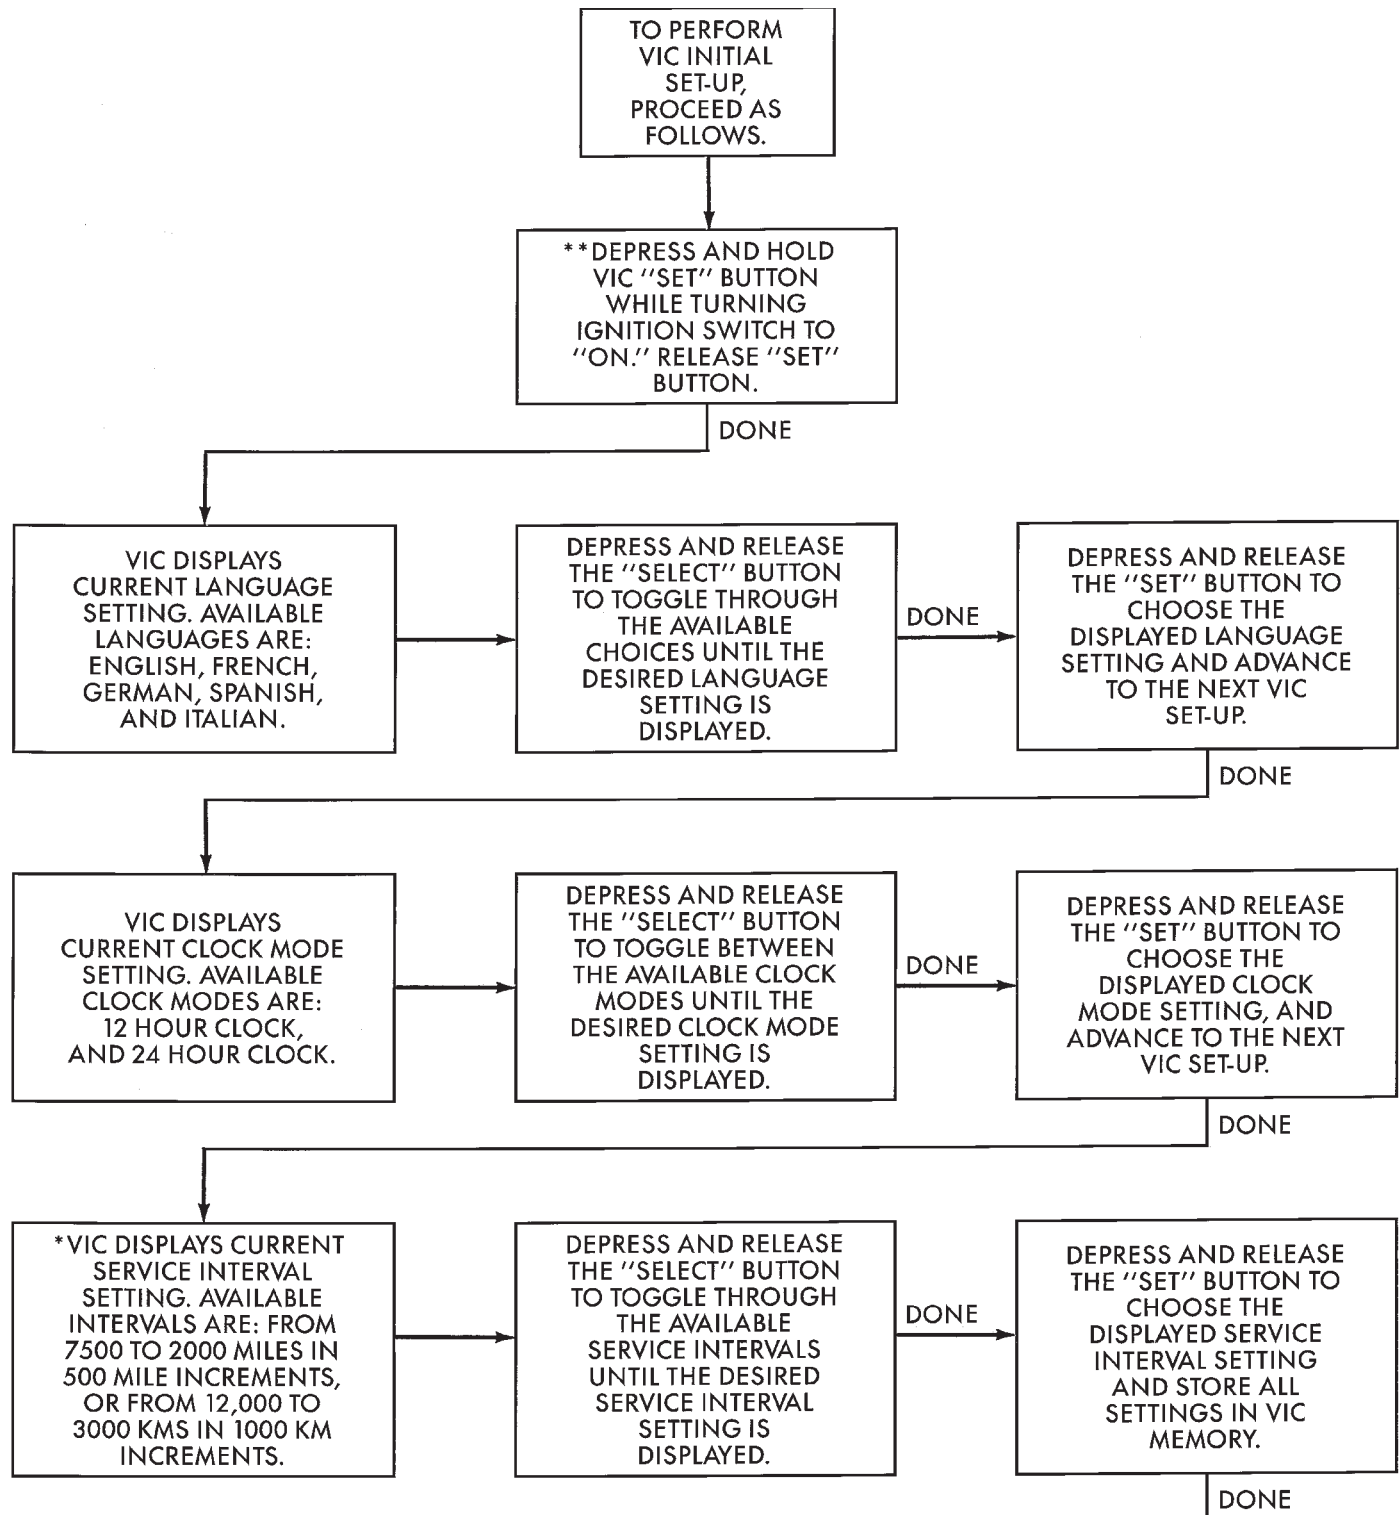 TO PERFORM
VIC INITIAL
SET-UP,
PROCEED AS
FOLLOWS.
**DEPRESS AND HOLD
VIC "SET" BUTTON
WHILE TURNING
IGNITION SWITCH TO
"ON." RELEASE "SET"
BUTTON.
DONE
VIC DISPLAYS
CURRENT LANGUAGE
SETTING. AVAILABLE
LANGUAGES ARE:
ENGLISH, FRENCH,
GERMAN, SPANISH,
AND ITALIAN.
DEPRESS AND RELEASE
THE "SELECT" BUTTON
TO TOGGLE THROUGH
THE AVAILABLE
CHOICES UNTIL THE
DESIRED LANGUAGE
SETTING IS
DISPLAYED.
DONE
DEPRESS AND RELEASE
THE "SET" BUTTON TO
CHOOSE THE
DISPLAYED LANGUAGE
SETTING AND ADVANCE
TO THE NEXT VIC
SET-UP.
DONE
VIC DISPLAYS
CURRENT CLOCK MODE
SETTING. AVAILABLE
CLOCK MODES ARE:
12 HOUR CLOCK,
AND 24 HOUR CLOCK.
DEPRESS AND RELEASE
THE "SELECT" BUTTON
TO TOGGLE BETWEEN
THE AVAILABLE CLOCK
MODES UNTIL THE
DESIRED CLOCK MODE
SETTING IS
DISPLAYED.
DONE
DEPRESS AND RELEASE
THE "SET" BUTTON TO
CHOOSE THE
DISPLAYED CLOCK
MODE SETTING, AND
ADVANCE TO THE NEXT
VIC SET-UP.
DONE
*VIC DISPLAYS CURRENT
SERVICE INTERVAL
SETTING. AVAILABLE
INTERVALS ARE: FROM
7500 TO 2000 MILES IN
500 MILE INCREMENTS,
OR FROM 12,000 TO
3000 KMS IN 1000 KM
INCREMENTS.
DEPRESS AND RELEASE
THE "SELECT" BUTTON
TO TOGGLE THROUGH
THE AVAILABLE
SERVICE INTERVALS
UNTIL THE DESIRED
SERVICE INTERVAL
SETTING IS
DISPLAYED.
DONE
DEPRESS AND RELEASE
THE "SET" BUTTON TO
CHOOSE THE
DISPLAYED SERVICE
INTERVAL SETTING
AND STORE ALL
SETTINGS IN VIC
MEMORY.
DONE